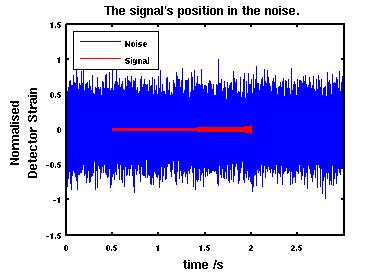 The signal's position in the noise.
1.5
Noise
Signal
1
0.5
0
-0.5
-1
-1.5
Normalised
Detector Strain
0 0.5 1 1.5 2 2.5
time /s